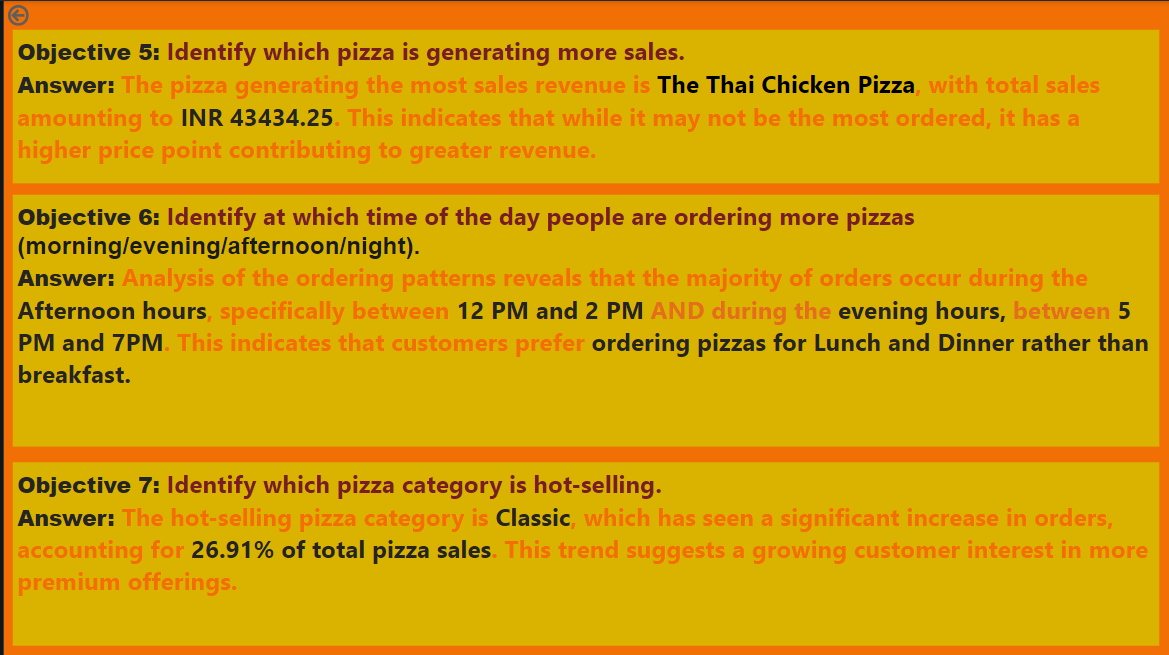 Objective 5: Identify which pizza is generating more sales.
Answer: The pizza generating the most sales revenue is The Thai Chicken Pizza, with total sales
amounting to INR 43434.25. This indicates that while it may not be the most ordered, it has a
higher price point contributing to greater revenue.
Objective 6: Identify at which time of the day people are ordering more pizzas
(morning/evening/afternoon/night).
Answer: Analysis of the ordering patterns reveals that the majority of orders occur during the
Afternoon hours, specifically between 12 PM and 2 PM AND during the evening hours, between 5
PM and 7PM. This indicates that customers prefer ordering pizzas for Lunch and Dinner rather than
breakfast.
Objective 7: Identify which pizza category is hot-selling.
Answer: The hot-selling pizza category is Classic, which has seen a significant increase in orders,
accounting for 26.91% of total pizza sales. This trend suggests a growing customer interest in more
premium offerings.